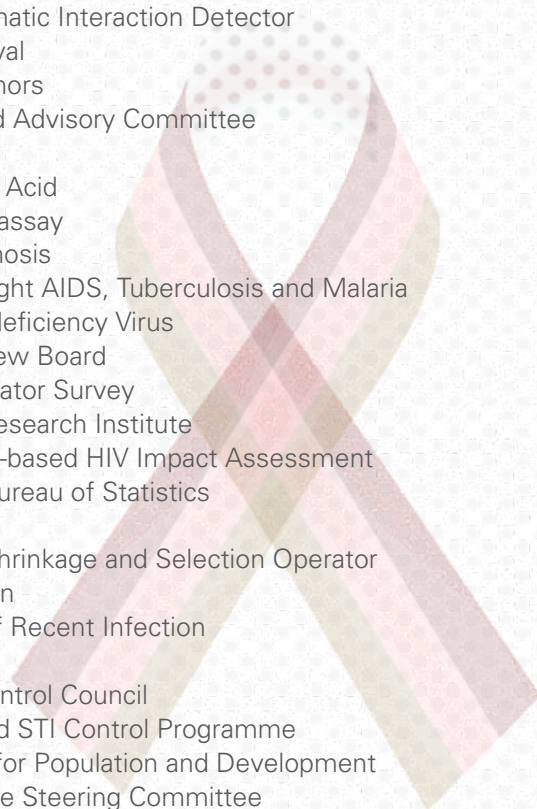 matic Interaction Detector
val
nors
d Advisory Committee
Acid
assay
nosis
ght AIDS, Tuberculosis and Malaria
deficiency Virus
ew Board
ator Survey
esearch Institute
-based HIV Impact Assessment
ureau of Statistics
hrinkage and Selection Operator
n
f Recent Infection
ntrol Council
d STI Control Programme
for Population and Development
e Steering Committee